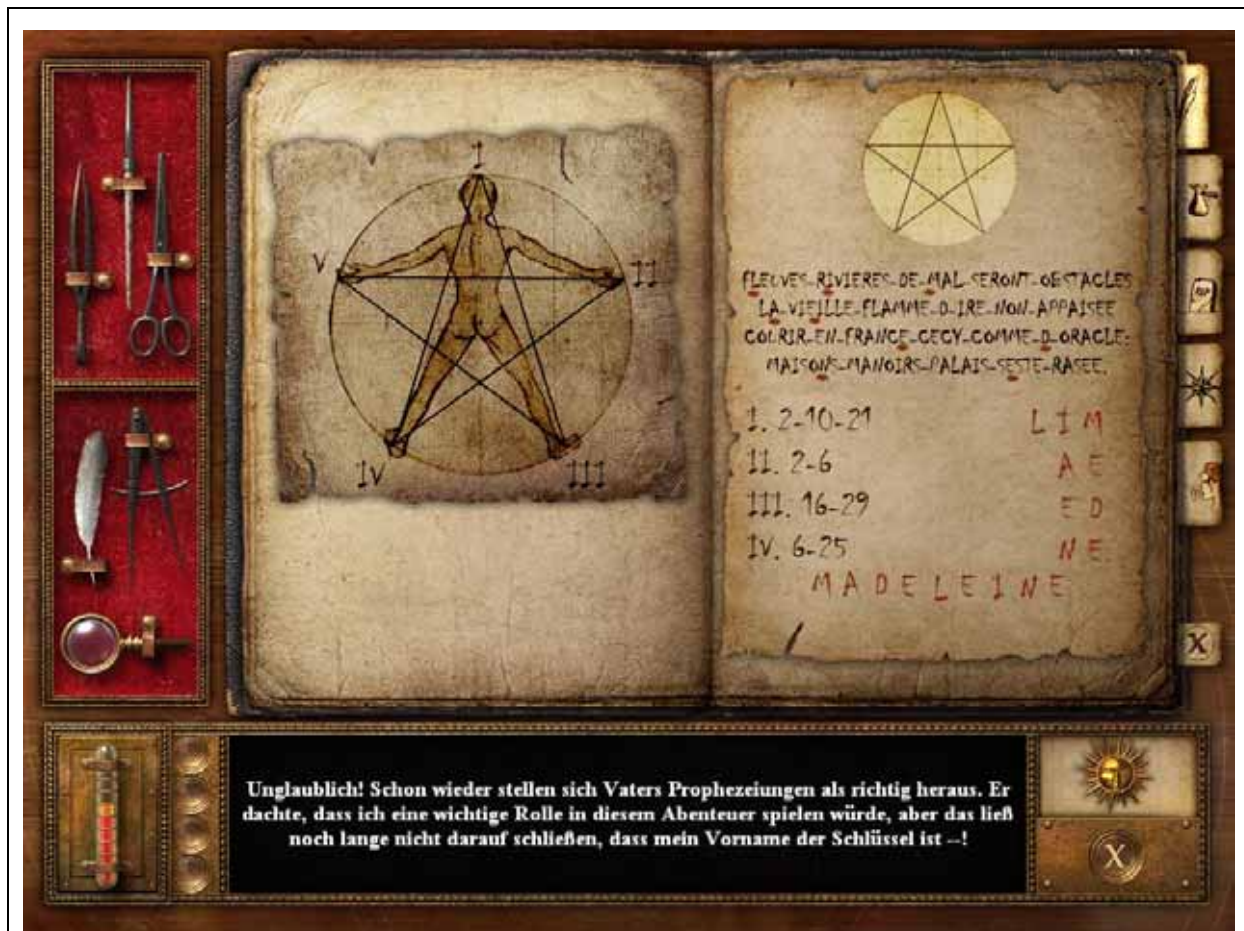 I
V II
IV III
FLEUVES-RIVIERES-DE-MAL-SERONT-OBSTACLES
LA-VIEILLE-FLAMME-D-IRE-NON-APPAISEE
COURIR-EN-FRANCE-CECY-COMME-D-ORACLE:
MAISONS-MANOIRS-PALAIS-SESTE-RASEE.
I. 2-10-21 L I M
II. 2-6 A E
III. 16-29 E D
IV. 6-25 N E.
M A D E L E I N E
X
Unglaublich! Schon wieder stellen sich Vaters Prophezeiungen als richtig heraus. Er
dachte, dass ich eine wichtige Rolle in diesem Abenteuer spielen würde, aber das ließ
noch lange nicht darauf schließen, dass mein Vorname der Schlüssel ist --!
X